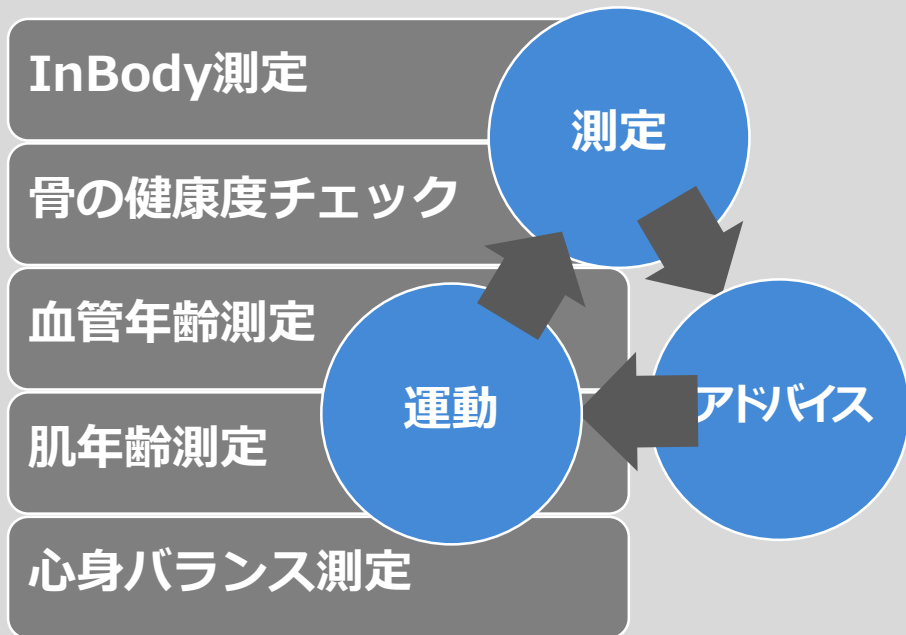 InBody測定
骨の健康度チェック
血管年齢測定
肌年齢測定
心身バランス測定
測定
アドバイス
運動